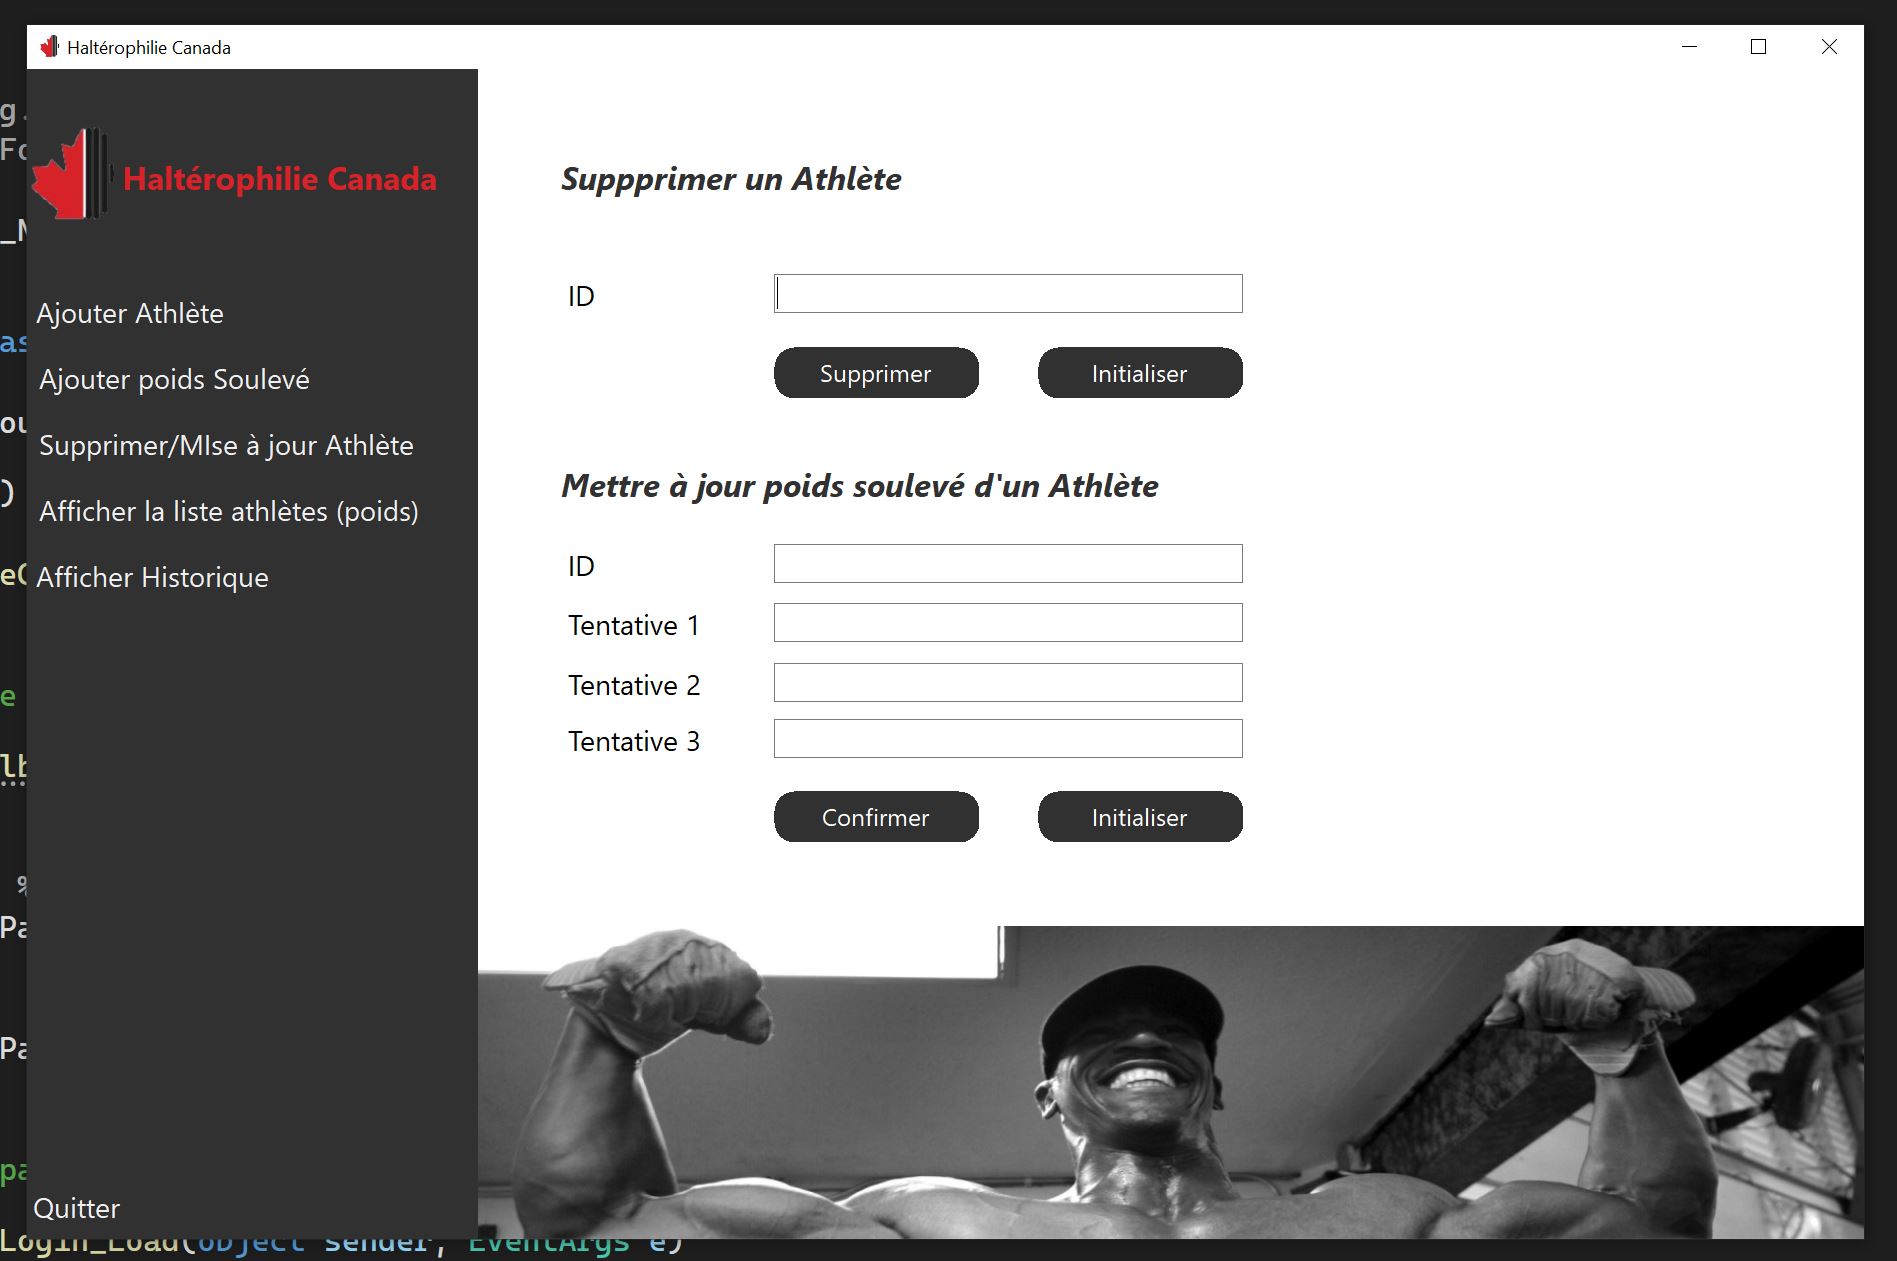 Haltérophilie Canada
Haltérophilie Canada
Ajouter Athlète
Ajouter poids Soulevé
Supprimer/MIse à jour Athlète
Afficher la liste athlètes (poids)
Afficher Historique
Quitter
Suppprimer un Athlète
ID
Supprimer Initialiser
Mettre à jour poids soulevé d'un Athlète
ID
Tentative 1
Tentative 2
Tentative 3
Confirmer Initialiser
Login_Load(object sender, EventArgs e)